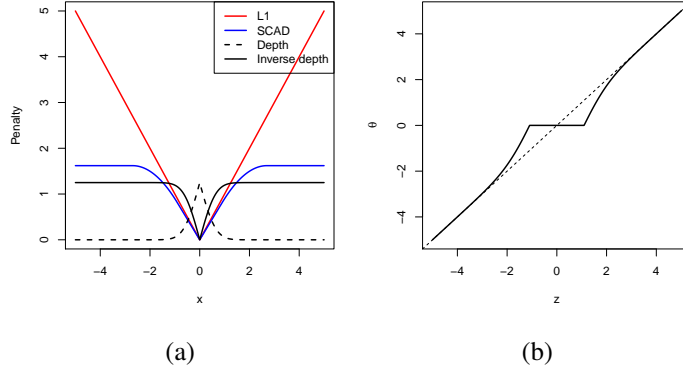 L1
SCAD
Depth
Inverse depth
Penalty
5
4
3
2
1
0
−4 −2 0 2 4
x
(a)
θ
4
2
0
−2
−4
−4 −2 0 2 4
z
(b)